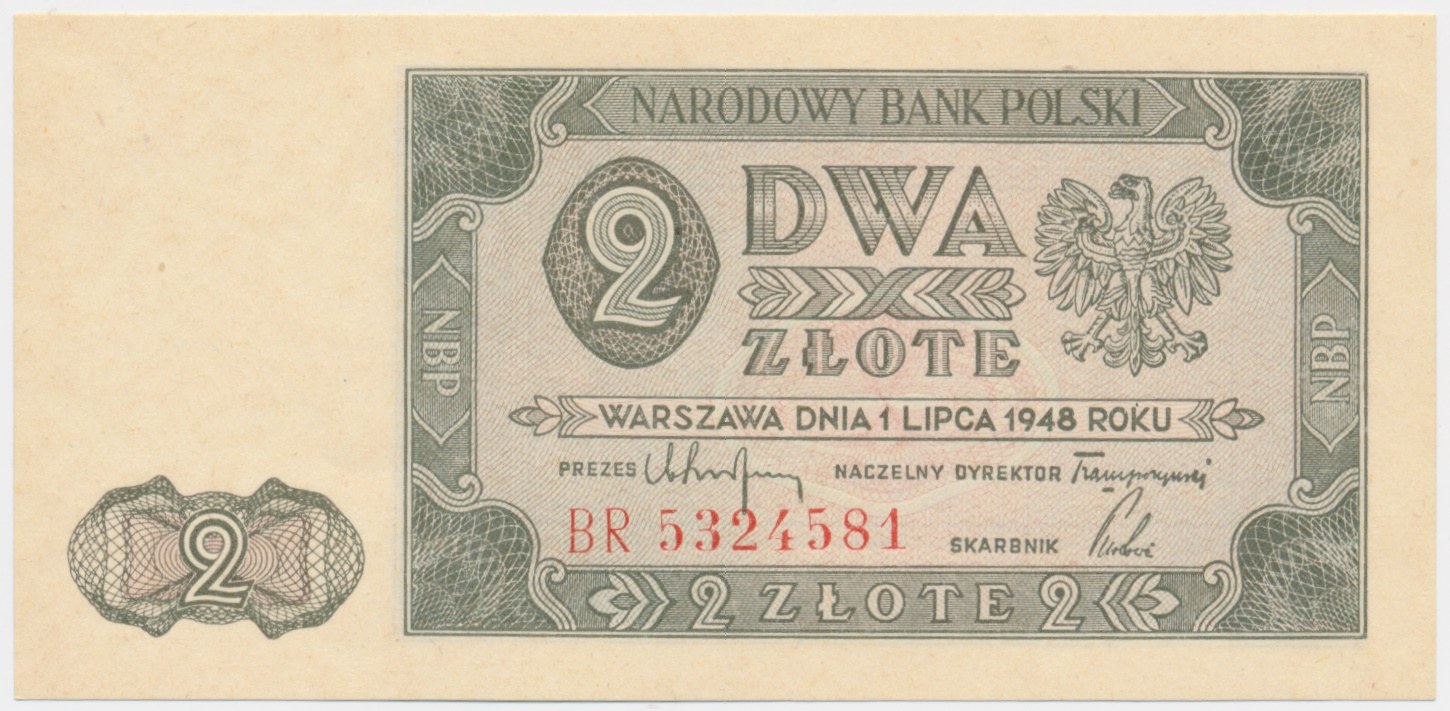 NARODOWY BANK POLSKI
2
DWA
ZŁOTE
NBP
NBP
WARSZAWA DNIA 1 LIPCA 1948 ROKU
PREZES NACZELNY DYREKTOR
BR 5324581 SKARBNIK
2
2 ZŁOTE 2